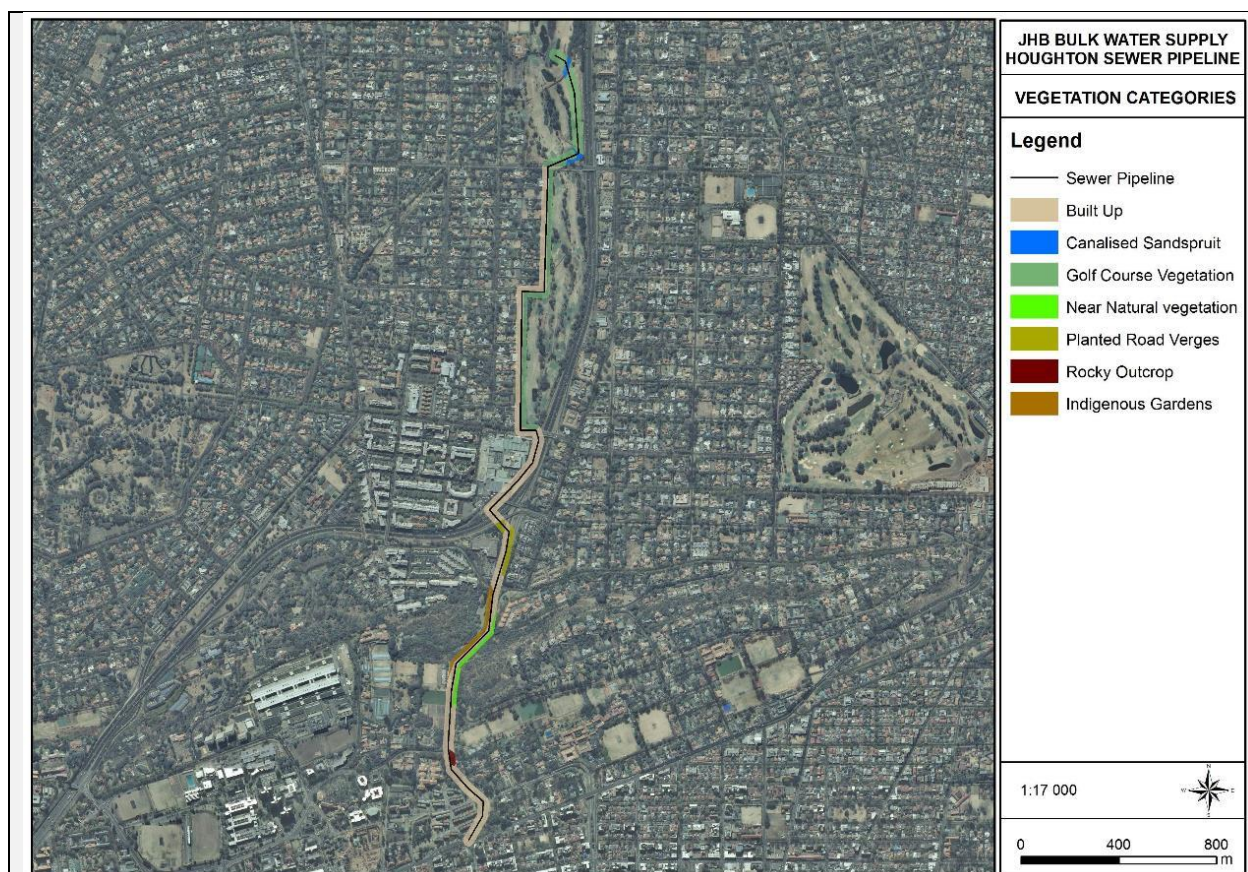 JHB BULK WATER SUPPLY
HOUGHTON SEWER PIPELINE
VEGETATION CATEGORIES
Legend
Sewer Pipeline
Built Up
Canalised Sandspruit
Golf Course Vegetation
Near Natural vegetation
Planted Road Verges
Rocky Outcrop
Indigenous Gardens
1:17 000
N
W
E
S
0 400 800
m